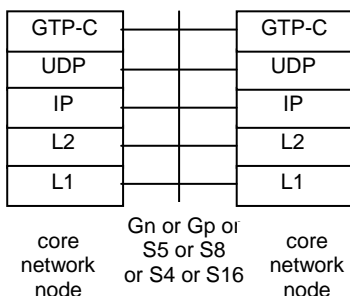 GTP-C
GTP-C
UDP
UDP
IP
IP
L2
L2
L1
L1
core
network
node
Gn or Gp or
S5 or S8
or S4 or S16
core
network
node